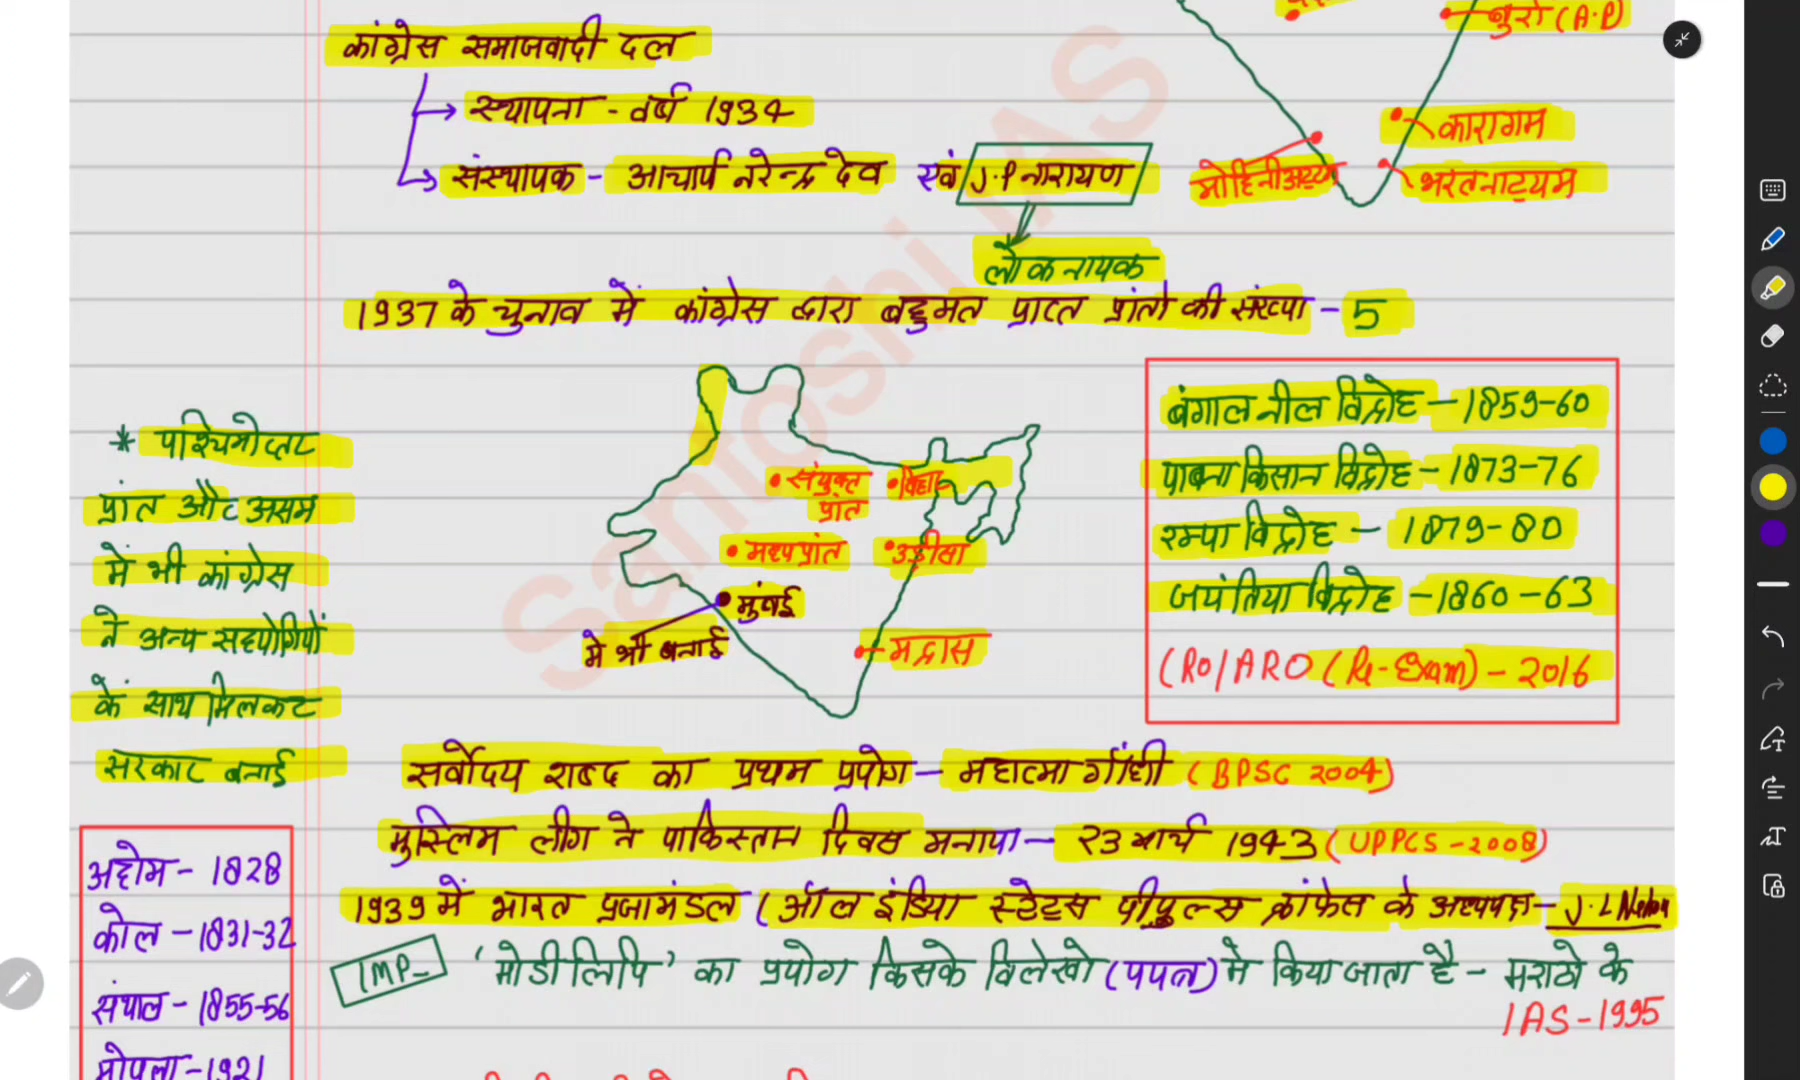 नुरो (A.P)
कांग्रेस समाजवादी दल
स्थापना - वर्ष 1934
कारागम
संस्थापक - आचार्य नरेन्द्र देव एवं J.P नारायण
मोहिनीअट्टम
भरतनाट्यम
लोकनायक
1937 के चुनाव में कांग्रेस द्वारा बहुमत प्राप्त प्रांतो की संख्या - 5
* पश्चिमोत्तर
प्रांत और असम
में भी कांग्रेस
ने अन्य सहयोगियों
के साथ मिलकर
सरकार बनाई
संयुक्त प्रांत
बिहार
मध्य प्रांत
उड़ीसा
मुंबई
मे भी बनाई
मद्रास
बंगाल नील विद्रोह - 1859-60
पाबना किसान विद्रोह - 1873-76
रम्पा विद्रोह - 1879-80
जयंतिया विद्रोह - 1860-63
(RO/ARO (Re-Exam) - 2016
सर्वोदय शब्द का प्रथम प्रयोग - महात्मा गाँधी (BPSC 2004)
मुस्लिम लीग ने पाकिस्तान दिवस मनाया - 23 मार्च 1943 (UPPCS - 2008)
1939 में भारत प्रजामंडल (ऑल इंडिया स्टेट्स पीपुल्स कांफ्रेंस के अध्यक्ष - J.L Nehru
IMP- 'मोडी लिपि' का प्रयोग किसके विलेखो (पपत्र) मे किया जाता है - मराठो के
IAS - 1995
अहोम - 1828
कोल - 1831-32
संथाल - 1855-56
मोपला - 1921
Santoshi IAS